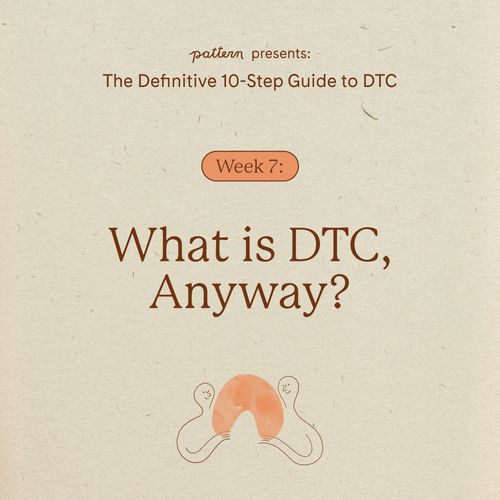 pattern presents:
The Definitive 10-Step Guide to DTC
Week 7:
What is DTC,
Anyway?